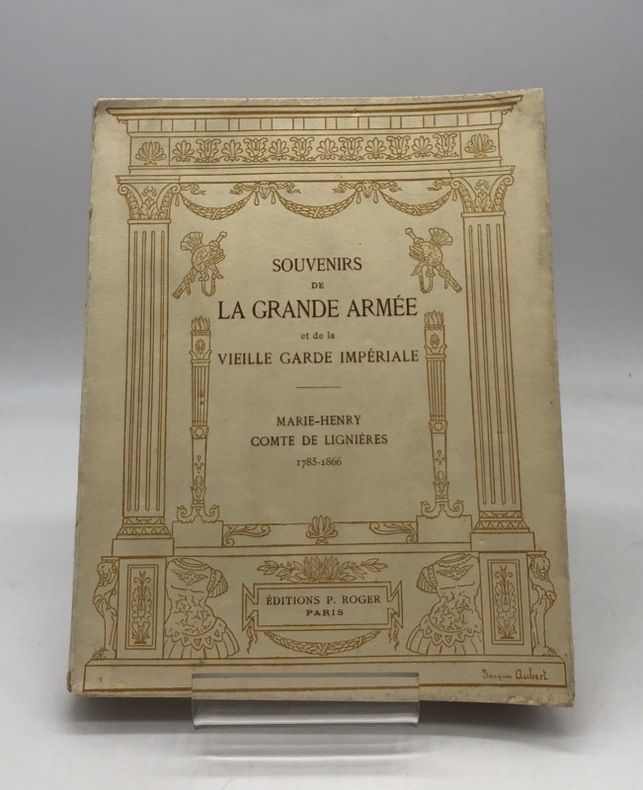 SOUVENIRS
DE
LA GRANDE ARMÉE
et de la
VIEILLE GARDE IMPÉRIALE
MARIE-HENRY
COMTE DE LIGNIÈRES
1785-1866
ÉDITIONS P. ROGER
PARIS
Jacques Aubert